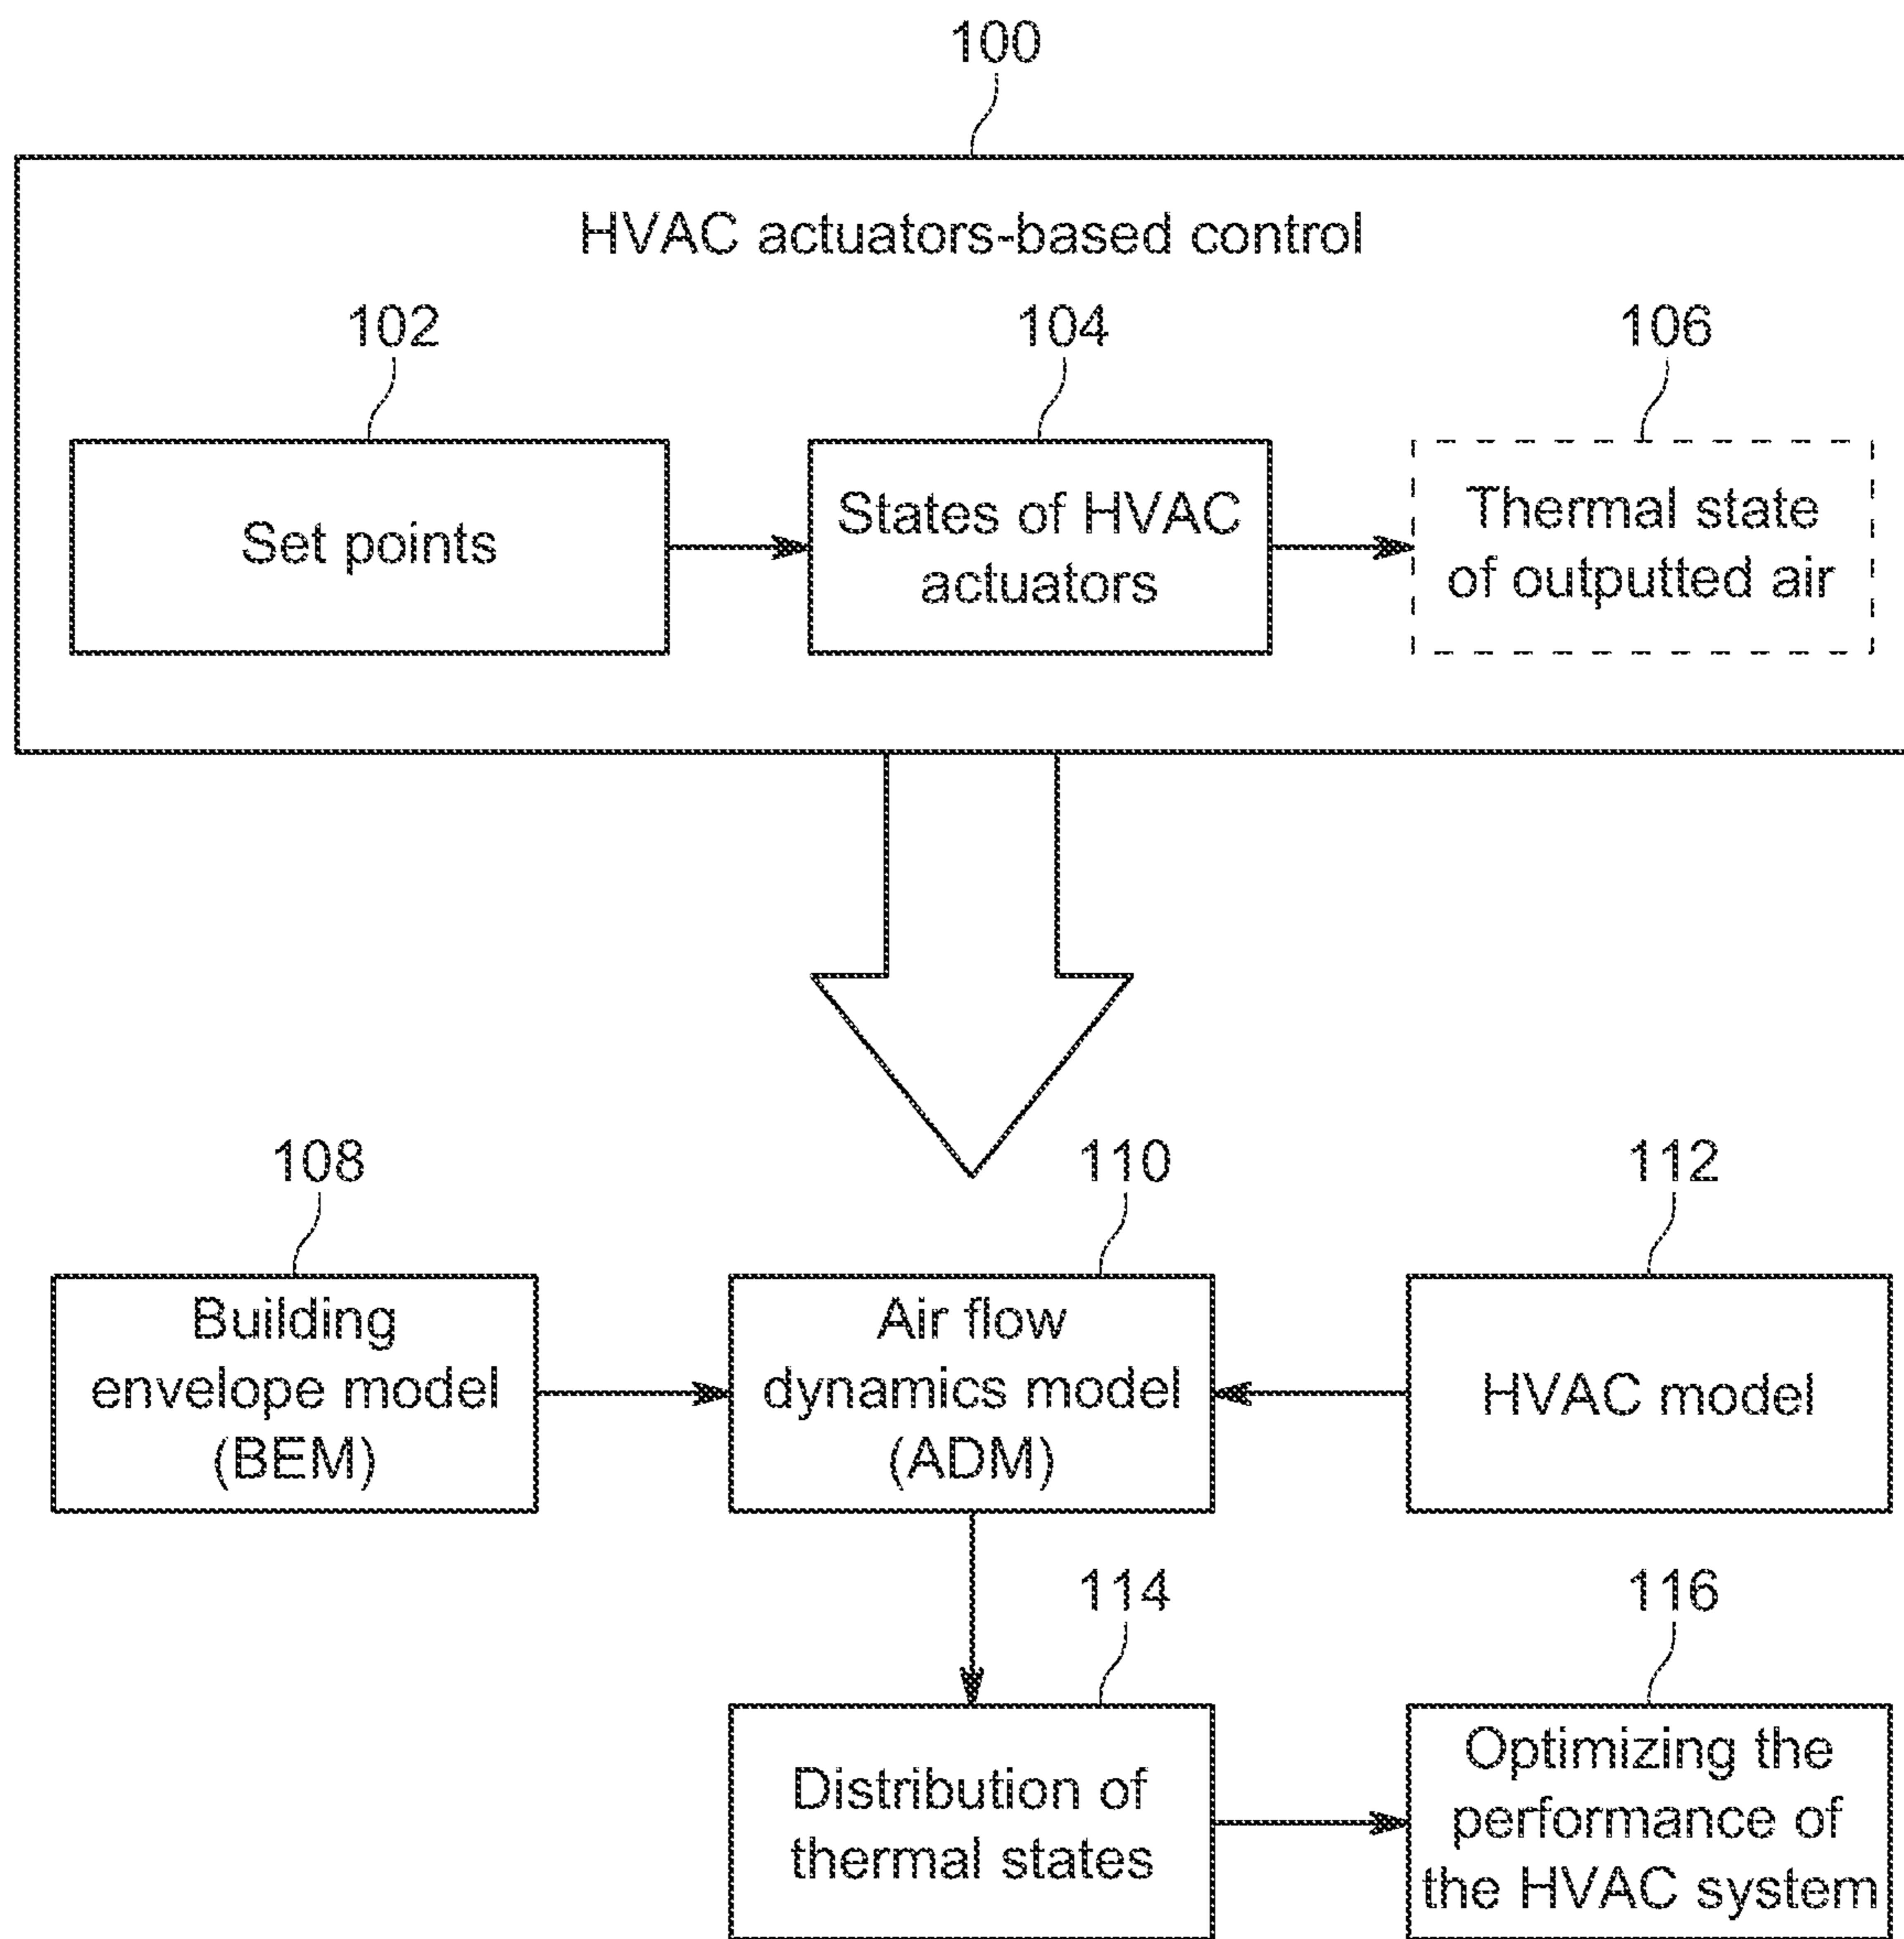 100
HVAC actuators-based control
102
104
106
Set points
States of HVAC
actuators
Thermal state
of outputted air
108
110
112
Building
envelope model
(BEM)
Air flow
dynamics model
(ADM)
HVAC model
114
116
Distribution of
thermal states
Optimizing the
performance of
the HVAC system